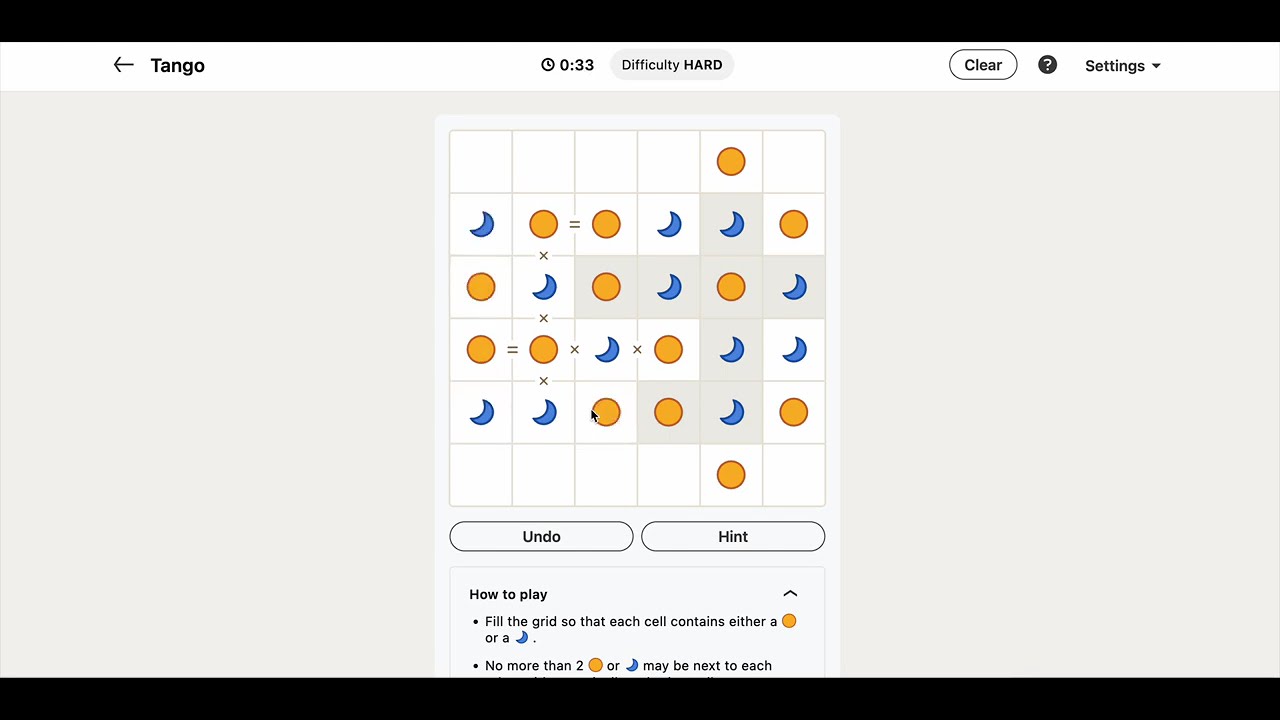 Tango
0:33
Difficulty HARD
Clear
?
Settings
=
×
×
= × ×
×
Undo
Hint
How to play
• Fill the grid so that each cell contains either a
or a .
• No more than 2 or may be next to each